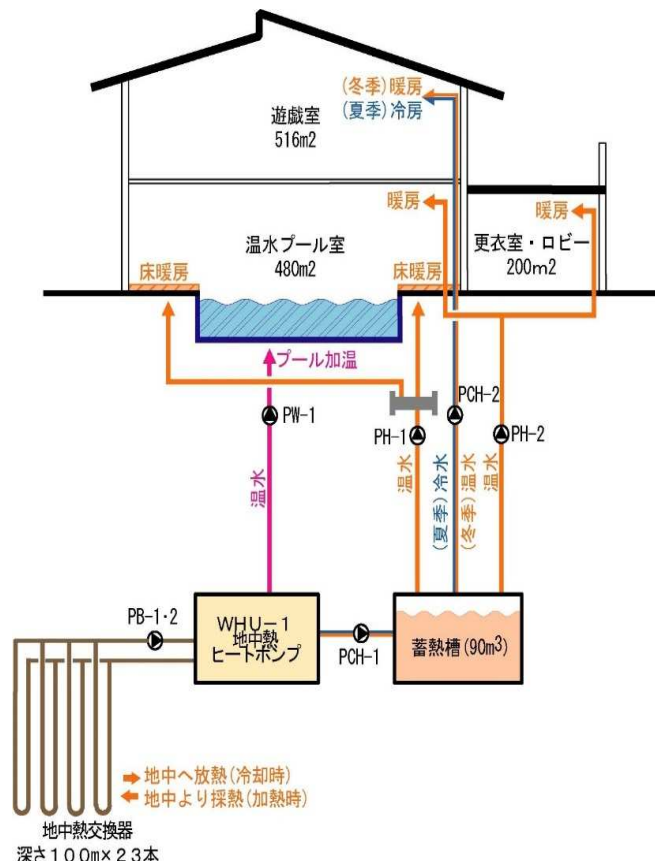 (冬季)暖房
(夏季)冷房
遊戯室
516m2
暖房
暖房
温水プール室
480m2
更衣室・ロビー
200m2
床暖房
床暖房
プール加温
PW-1
PCH-2
PH-1
PH-2
温水
温水
(夏季)冷水
(冬季)温水
温水
PB-1・2
WHU-1
地中熱
ヒートポンプ
PCH-1
蓄熱槽(90m3)
地中へ放熱(冷却時)
地中より採熱(加熱時)
地中熱交換器
深さ100m×23本